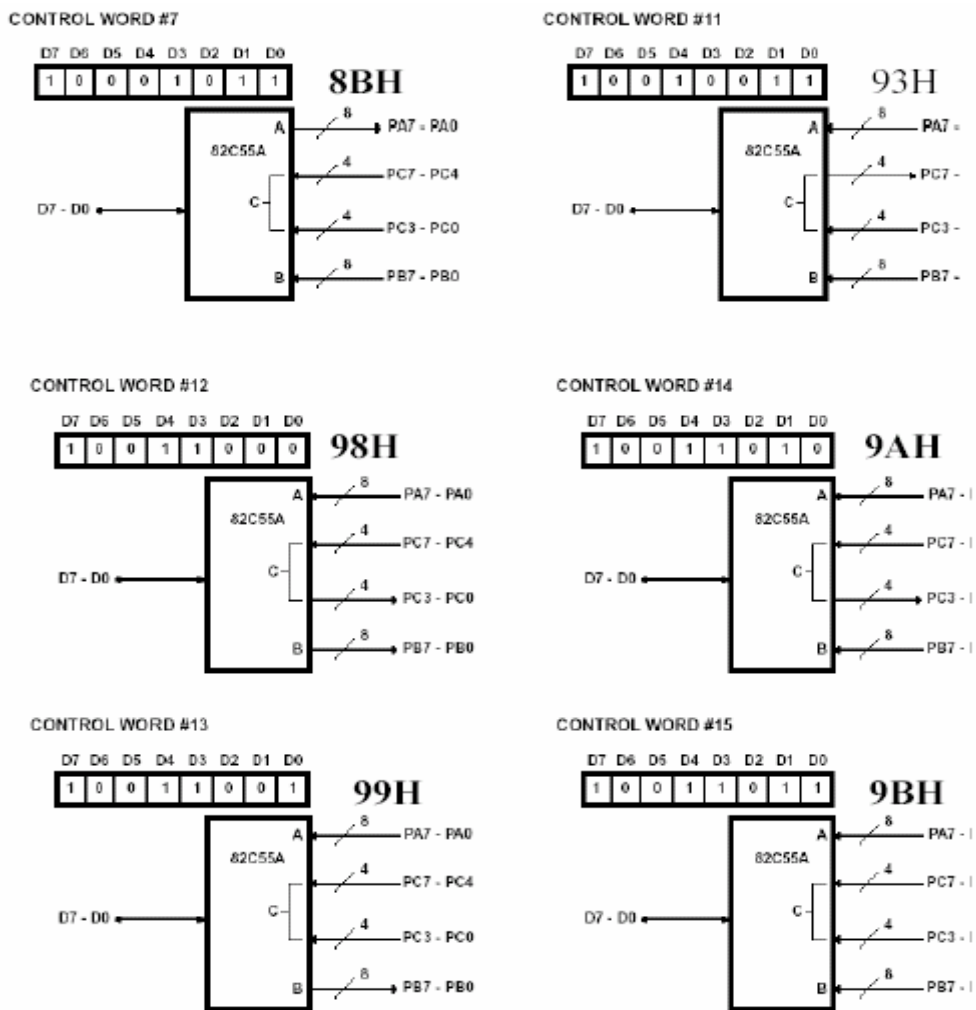 CONTROL WORD #7
D7 D6 D5 D4 D3 D2 D1 D0
1 0 0 0 1 0 1 1
8BH
A
8
PA7 - PA0
82C55A
4
PC7 - PC4
C
D7 - D0
4
PC3 - PC0
B
8
PB7 - PB0
CONTROL WORD #11
D7 D6 D5 D4 D3 D2 D1 D0
1 0 0 1 0 0 1 1
93H
A
8
PA7 -
82C55A
4
PC7 -
C
D7 - D0
4
PC3 -
B
8
PB7 -
CONTROL WORD #12
D7 D6 D5 D4 D3 D2 D1 D0
1 0 0 1 1 0 0 0
98H
A
8
PA7 - PA0
82C55A
4
PC7 - PC4
C
D7 - D0
4
PC3 - PC0
B
8
PB7 - PB0
CONTROL WORD #14
D7 D6 D5 D4 D3 D2 D1 D0
1 0 0 1 1 0 1 0
9AH
A
8
PA7 -
82C55A
4
PC7 -
C
D7 - D0
4
PC3 -
B
8
PB7 -
CONTROL WORD #13
D7 D6 D5 D4 D3 D2 D1 D0
1 0 0 1 1 0 0 1
99H
A
8
PA7 - PA0
82C55A
4
PC7 - PC4
C
D7 - D0
4
PC3 - PC0
B
8
PB7 - PB0
CONTROL WORD #15
D7 D6 D5 D4 D3 D2 D1 D0
1 0 0 1 1 0 1 1
9BH
A
8
PA7 -
82C55A
4
PC7 -
C
D7 - D0
4
PC3 -
B
8
PB7 -